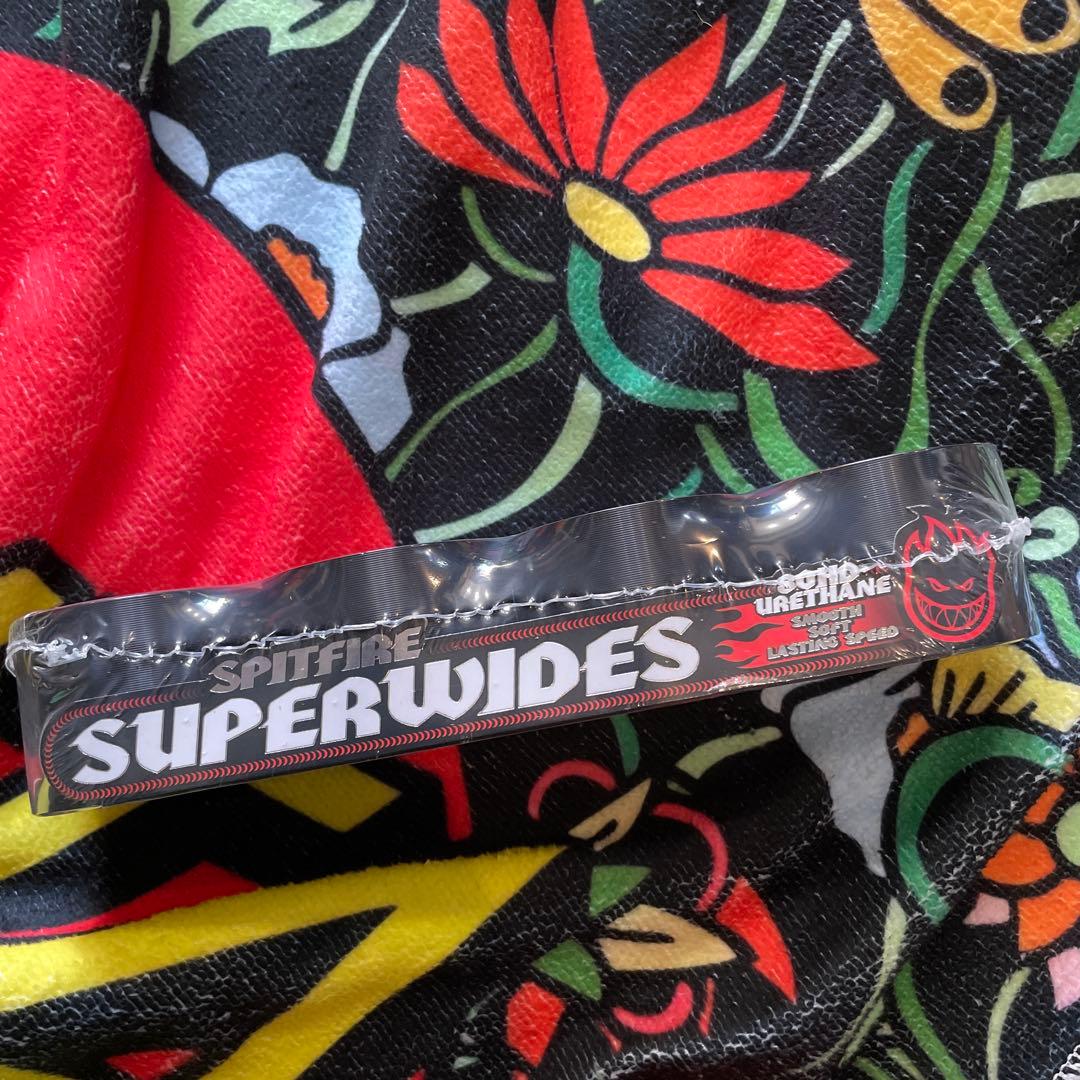 SPITFIRE
SUPERWIDES
80HD
URETHANE
SMOOTH
SOFT
LASTING SPEED